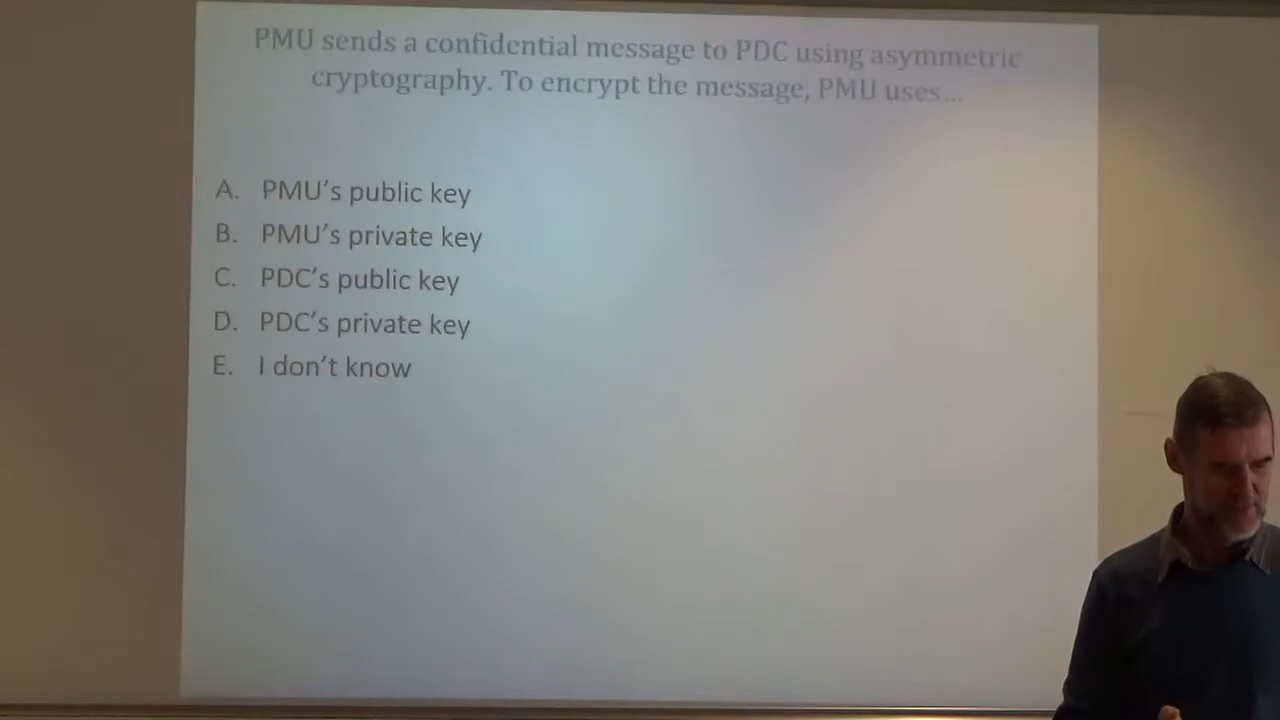 PMU sends a confidential message to PDC using asymmetric
cryptography. To encrypt the message, PMU uses...
A. PMU’s public key
B. PMU’s private key
C. PDC’s public key
D. PDC’s private key
E. I don’t know